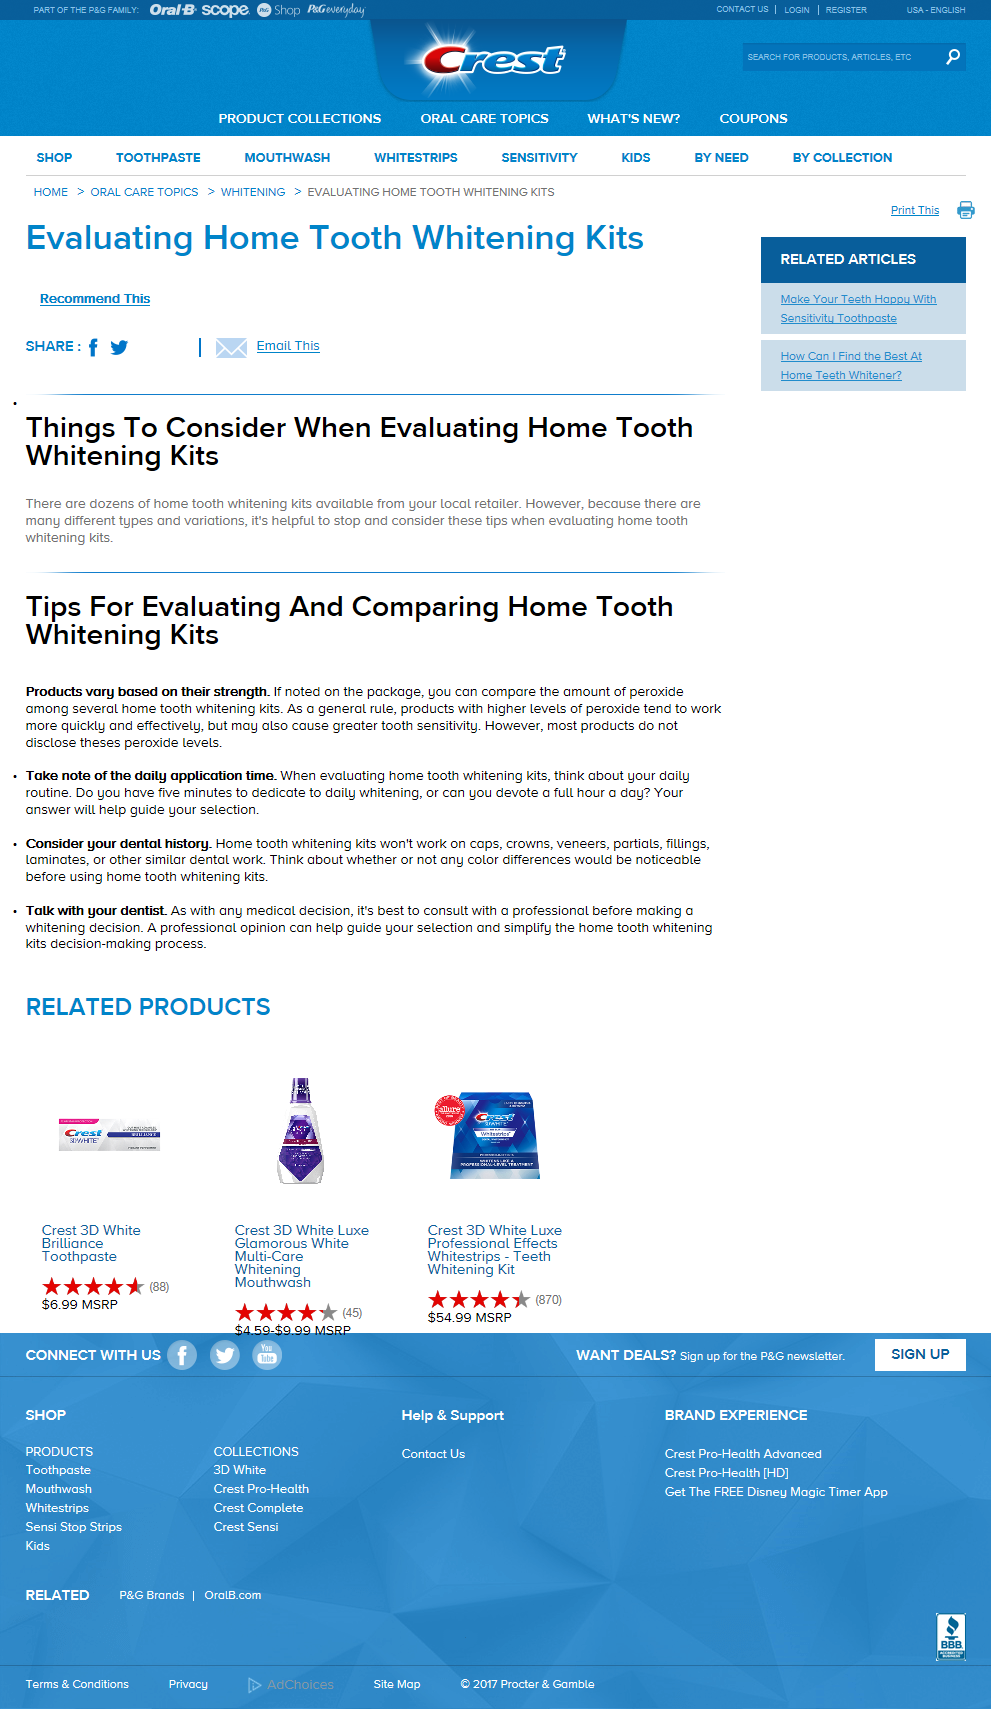 PART OF THE P&G FAMILY: Oral-B scope. P&G Shop P&G everyday
CONTACT US | LOGIN | REGISTER USA - ENGLISH
Crest
SEARCH FOR PRODUCTS, ARTICLES, ETC
PRODUCT COLLECTIONS ORAL CARE TOPICS WHAT'S NEW? COUPONS
SHOP TOOTHPASTE MOUTHWASH WHITESTRIPS SENSITIVITY KIDS BY NEED BY COLLECTION
HOME > ORAL CARE TOPICS > WHITENING > EVALUATING HOME TOOTH WHITENING KITS
Print This
Evaluating Home Tooth Whitening Kits
RELATED ARTICLES
Make Your Teeth Happy With
Sensitivity Toothpaste
How Can I Find the Best At
Home Teeth Whitener?
Recommend This
SHARE : | Email This
Things To Consider When Evaluating Home Tooth
Whitening Kits
There are dozens of home tooth whitening kits available from your local retailer. However, because there are
many different types and variations, it's helpful to stop and consider these tips when evaluating home tooth
whitening kits.
Tips For Evaluating And Comparing Home Tooth
Whitening Kits
Products vary based on their strength. If noted on the package, you can compare the amount of peroxide
among several home tooth whitening kits. As a general rule, products with higher levels of peroxide tend to work
more quickly and effectively, but may also cause greater tooth sensitivity. However, most products do not
disclose theses peroxide levels.
• Take note of the daily application time. When evaluating home tooth whitening kits, think about your daily
routine. Do you have five minutes to dedicate to daily whitening, or can you devote a full hour a day? Your
answer will help guide your selection.
• Consider your dental history. Home tooth whitening kits won't work on caps, crowns, veneers, partials, fillings,
laminates, or other similar dental work. Think about whether or not any color differences would be noticeable
before using home tooth whitening kits.
• Talk with your dentist. As with any medical decision, it's best to consult with a professional before making a
whitening decision. A professional opinion can help guide your selection and simplify the home tooth whitening
kits decision-making process.
RELATED PRODUCTS
Crest
3D WHITE
BRILLIANCE
allure
Crest
Whitestrips
WHITENS LIKE A
PROFESSIONAL-LEVEL TREATMENT
Crest 3D White
Brilliance
Toothpaste
(88)
$6.99 MSRP
Crest 3D White Luxe
Glamorous White
Multi-Care
Whitening
Mouthwash
(45)
$4.59-$9.99 MSRP
Crest 3D White Luxe
Professional Effects
Whitestrips - Teeth
Whitening Kit
(870)
$54.99 MSRP
CONNECT WITH US You Tube
WANT DEALS? Sign up for the P&G newsletter. SIGN UP
SHOP
PRODUCTS
Toothpaste
Mouthwash
Whitestrips
Sensi Stop Strips
Kids
COLLECTIONS
3D White
Crest Pro-Health
Crest Complete
Crest Sensi
Help & Support
Contact Us
BRAND EXPERIENCE
Crest Pro-Health Advanced
Crest Pro-Health [HD]
Get The FREE Disney Magic Timer App
RELATED P&G Brands | OralB.com
BBB
ACCREDITED
BUSINESS
Terms & Conditions Privacy AdChoices Site Map © 2017 Procter & Gamble